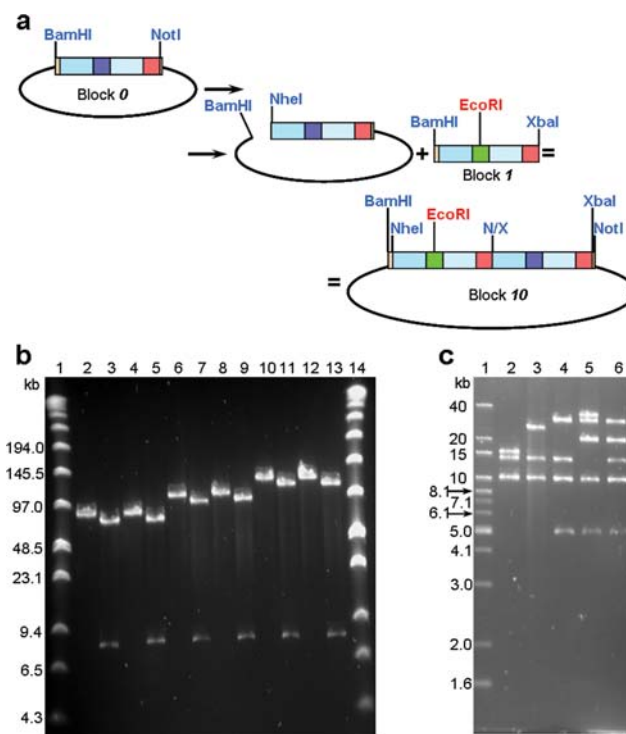 a
BamHI NotI
Block 0
BamHI
NheI
+
EcoRI
BamHI XbaI
=
Block 1
BamHI XbaI
NheI EcoRI N/X NotI
=
Block 10
b
1 2 3 4 5 6 7 8 9 10 11 12 13 14
kb
194.0
145.5
97.0
48.5
23.1
9.4
6.5
4.3
c
1 2 3 4 5 6
kb
40
20
15
10
8.1
7.1
6.1
5.0
4.1
3.0
2.0
1.6